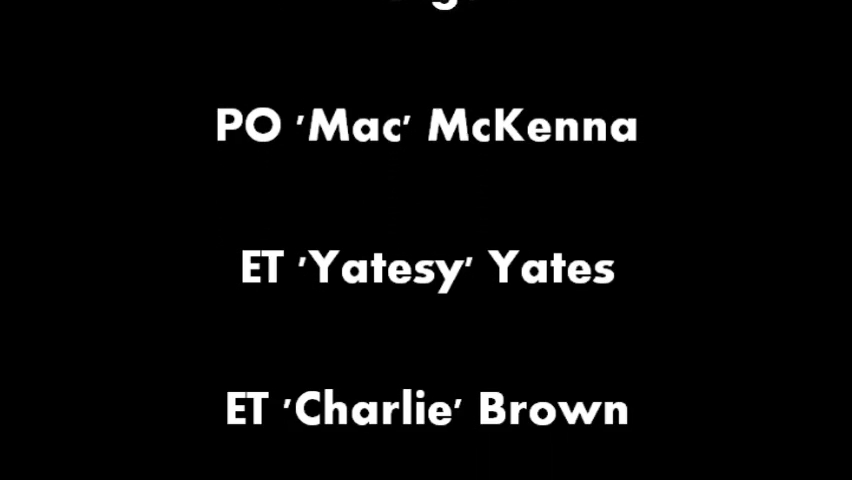 PO 'Mac' McKenna
ET 'Yatesy' Yates
ET 'Charlie' Brown